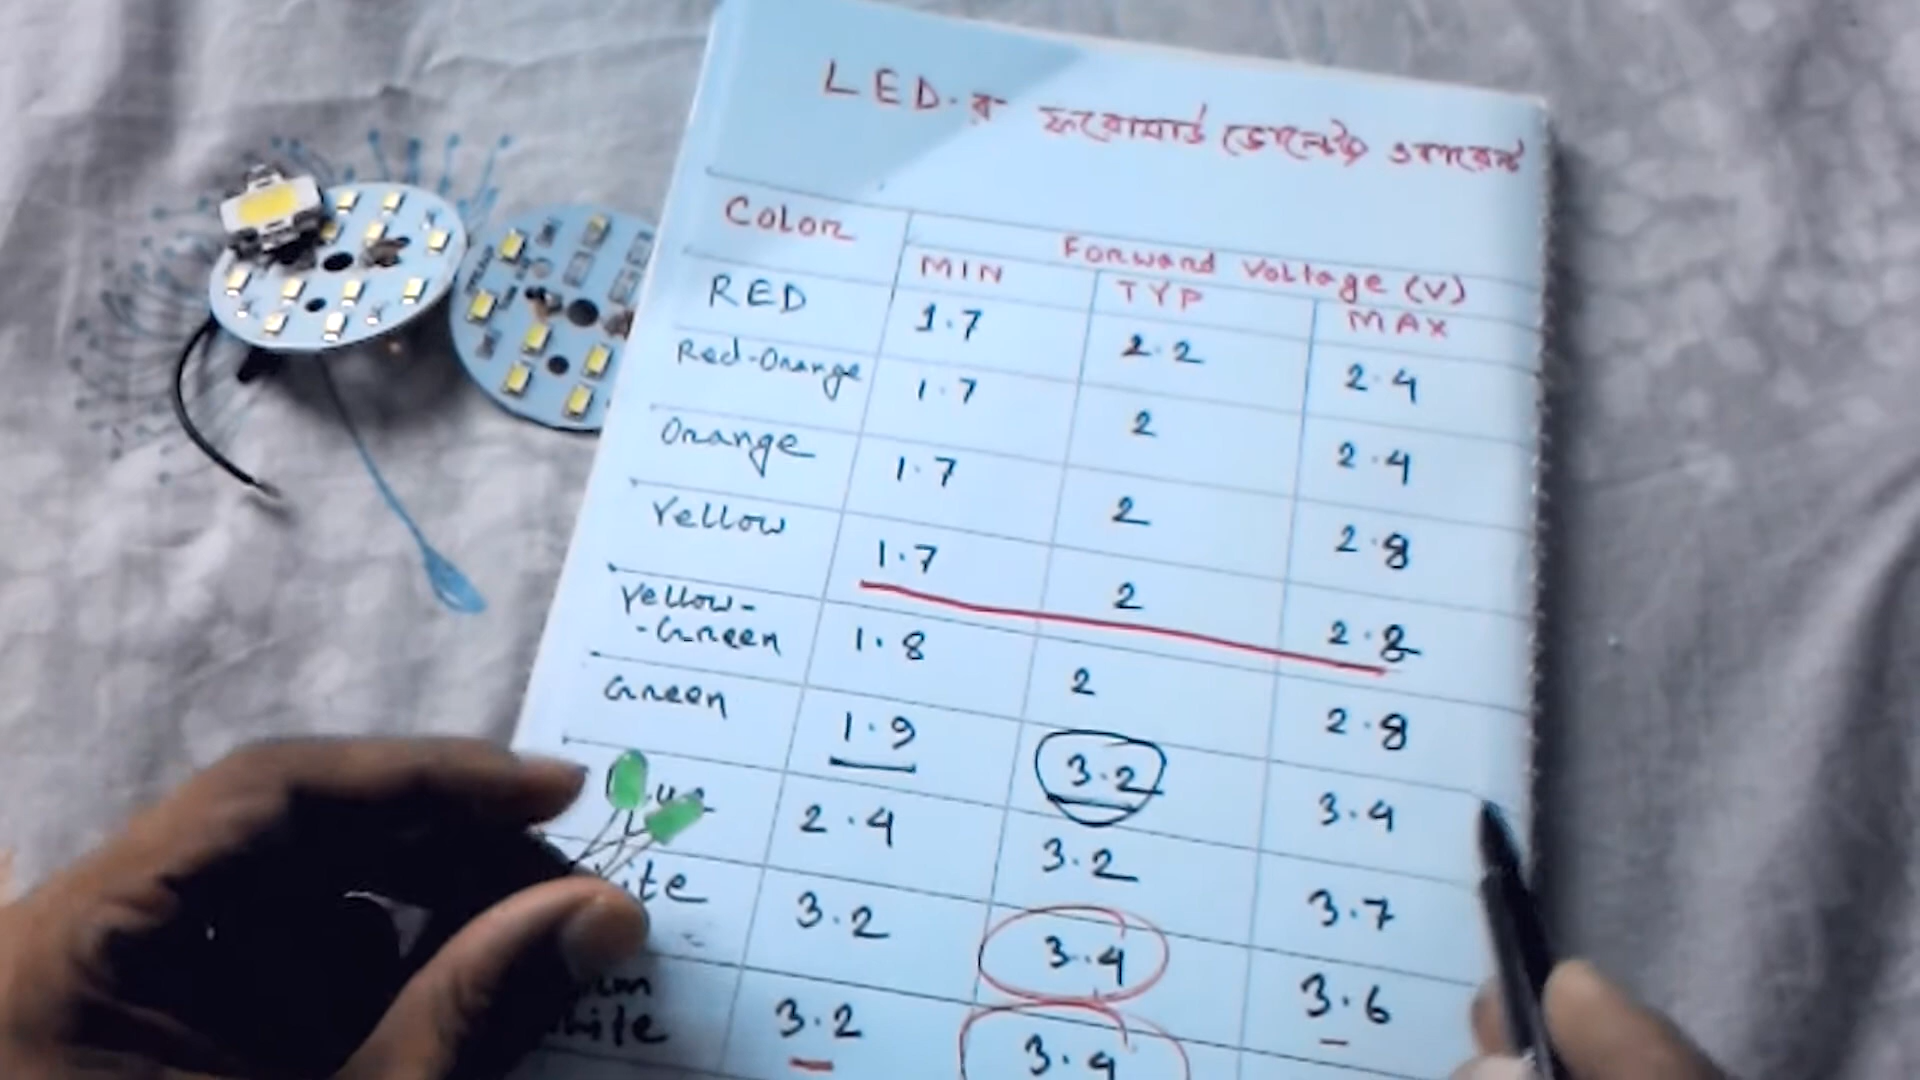 LED-র ফরোয়ার্ড ভোল্টেজ
Color Forward Voltage (V)
MIN TYP MAX
RED 1.7 2.2 2.4
Red-Orange 1.7 2 2.4
Orange 1.7 2 2.8
Yellow 1.7 2 2.8
Yellow-
-Green 1.8 2 2.8
Green 1.9 3.2 3.4
2.4 3.2 3.7
3.2 3.4 3.6
3.2 3.4